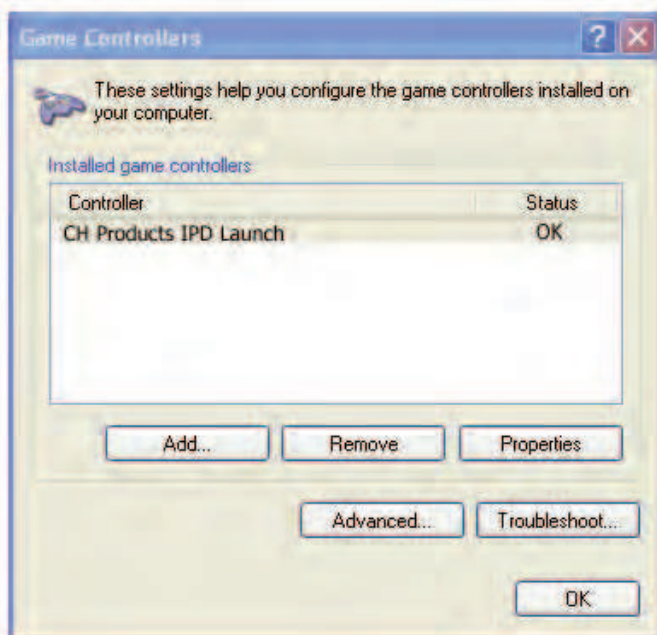 Game Controllers
?
These settings help you configure the game controllers installed on
your computer.
Installed game controllers
Controller Status
CH Products IPD Launch OK
Add... Remove Properties
Advanced... Troubleshoot...
OK